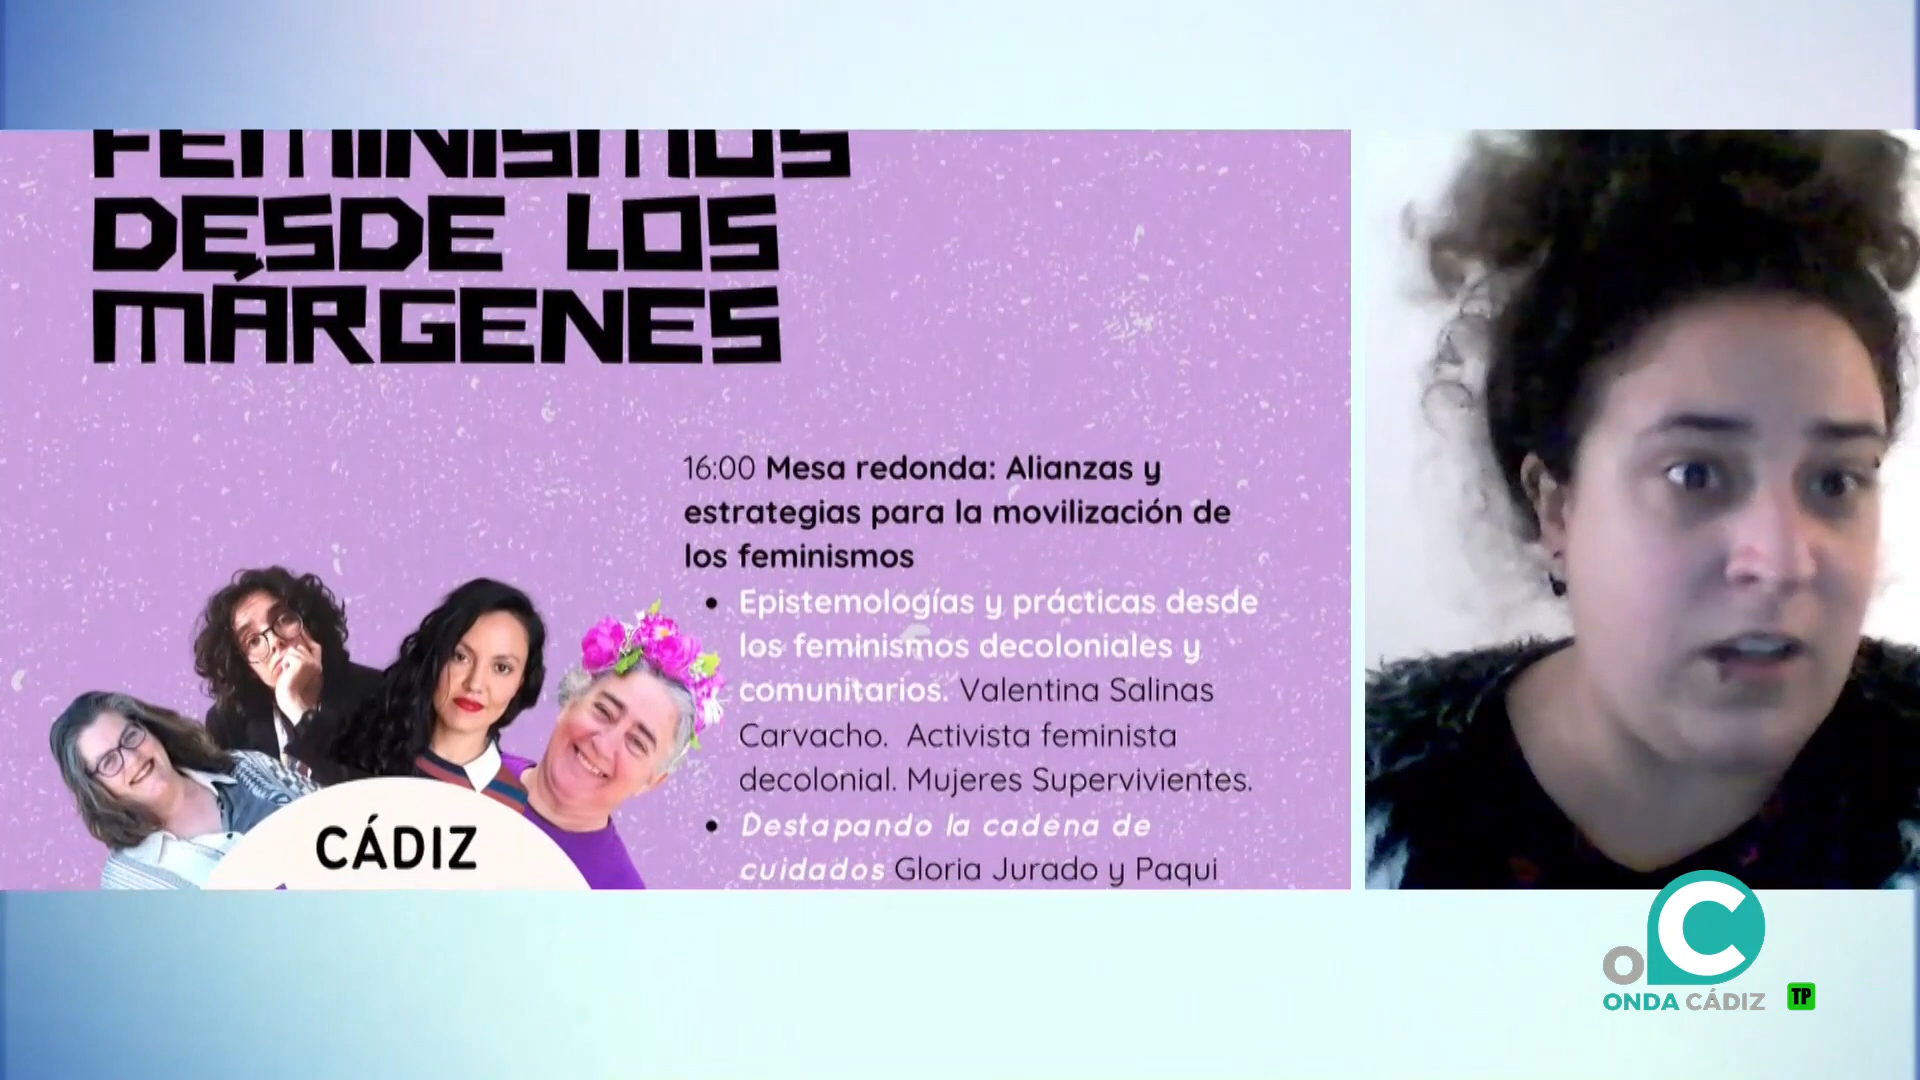 FEMINISMOS
DESDE LOS
MÁRGENES
16:00 Mesa redonda: Alianzas y
estrategias para la movilización de
los feminismos
• Epistemologías y prácticas desde
los feminismos decoloniales y
comunitarios. Valentina Salinas
Carvacho. Activista feminista
decolonial. Mujeres Supervivientes.
• Destapando la cadena de
cuidados Gloria Jurado y Paqui
CÁDIZ
OC
ONDA CÁDIZ
TP